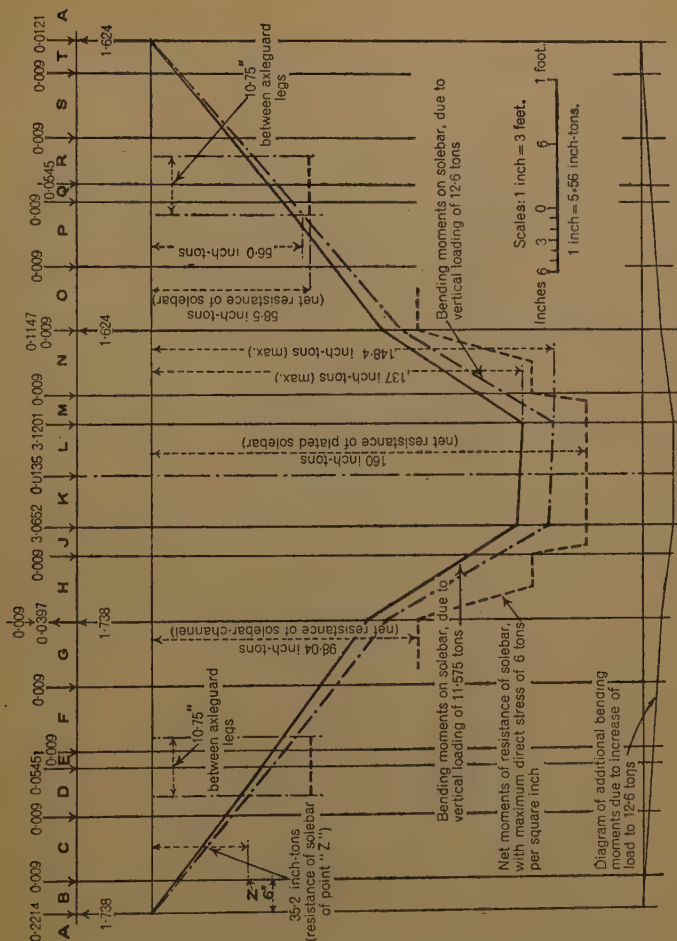 0·2214
0·009
0·009
0·0545
0·009
0·009
0·009
0·0397
0·009
3·0652
0·0135
3·1201
0·009
0·1147
0·009
0·009
0·009
0·0545
0·009
0·009
0·0121
A B C D E F G H J K L M N O P Q R S T A
1·738
1·738
1·624
1·624
10·75"
between axleguard
legs
10·75"
between axleguard
legs
Z
6"
35·2 inch-tons
(resistance of solebar
of point "Z")
98·04 inch-tons
(net resistance of solebar-channel)
160 inch-tons
(net resistance of plated solebar)
137 inch-tons (max.)
148·4 inch-tons (max.)
58·5 inch-tons
(net resistance of solebar)
56·0 inch-tons
Bending moments on solebar, due to
vertical loading of 11·575 tons
Net moments of resistance of solebar,
with maximum direct stress of 6 tons
per square inch
Bending moments on solebar, due to
vertical loading of 12·6 tons
Diagram of additional bending
moments due to increase of
load to 12·6 tons
Scales: 1 inch = 3 feet.
Inches 6 3 0 6 1 foot.
1 inch = 5·56 inch-tons.